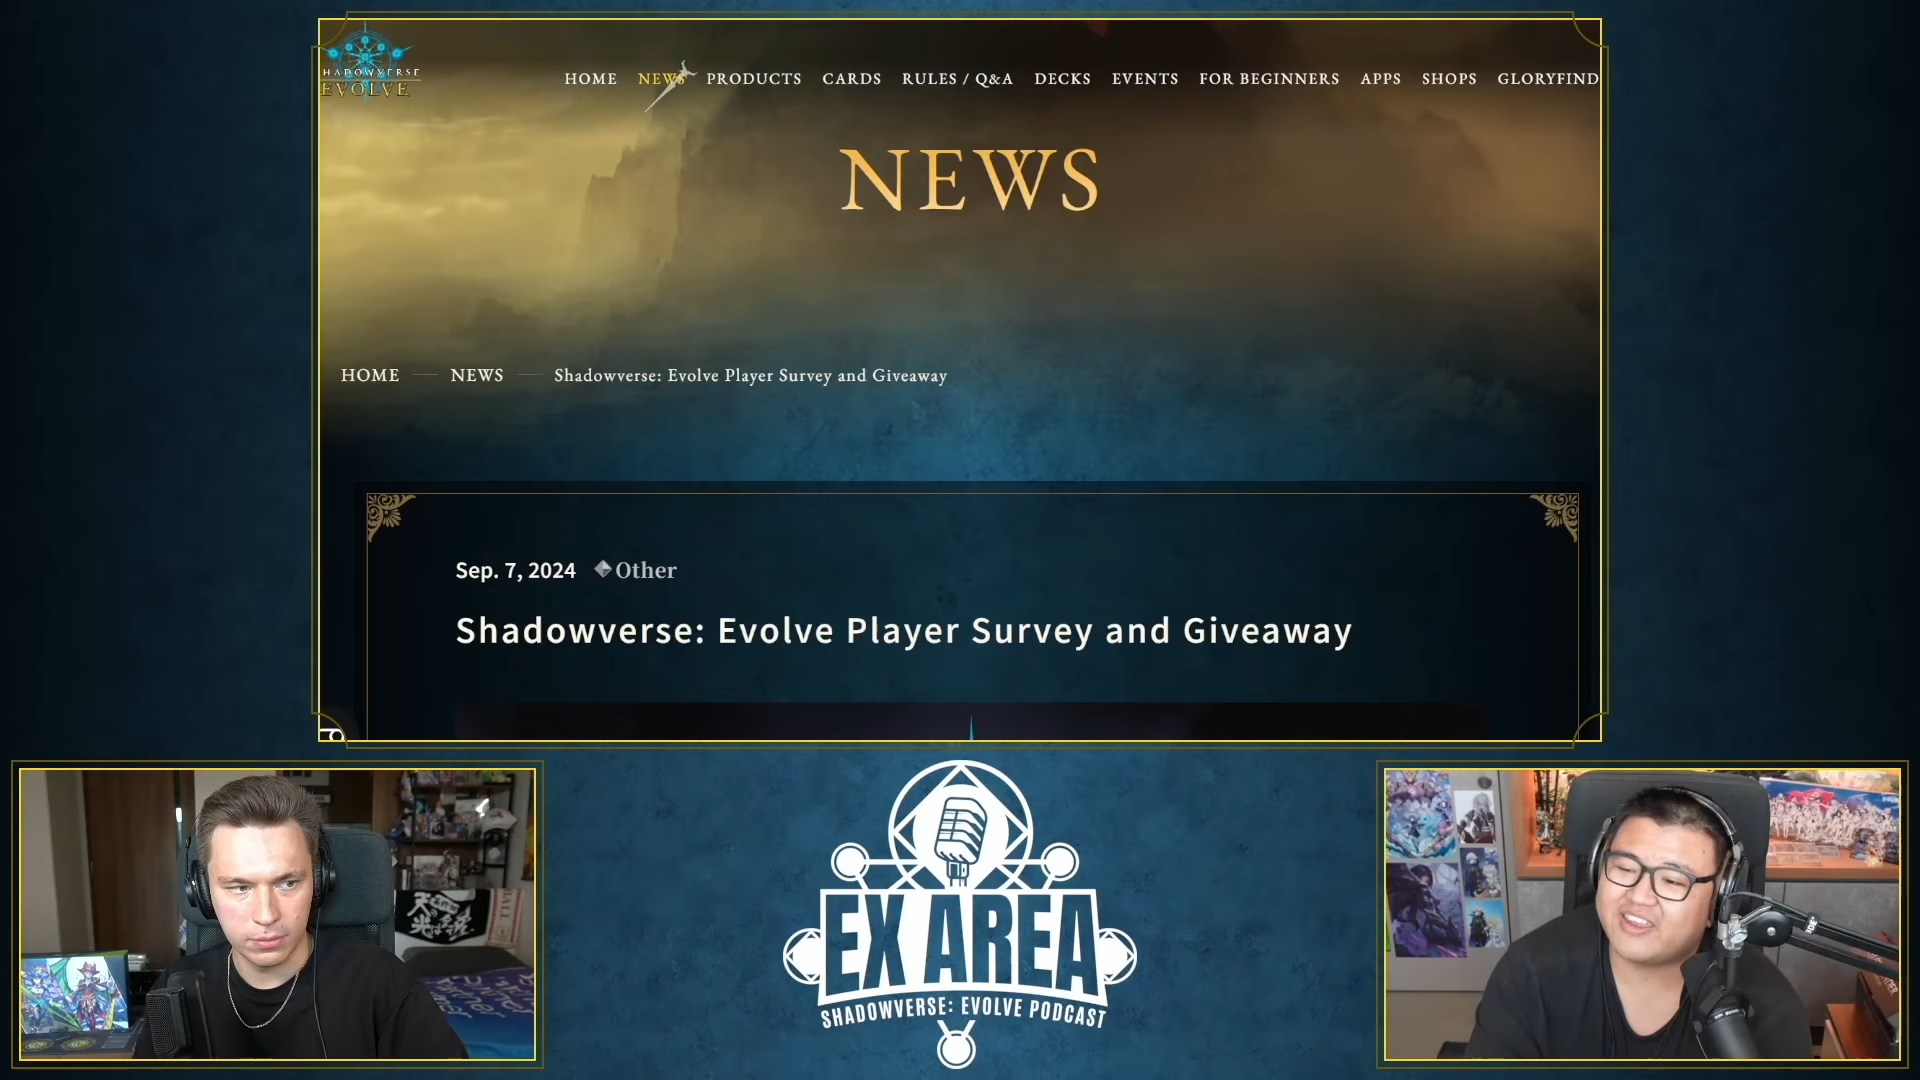 HADOWVERSE
EVOLVE
HOME NEWS PRODUCTS CARDS RULES / Q&A DECKS EVENTS FOR BEGINNERS APPS SHOPS GLORYFIND
NEWS
HOME NEWS Shadowverse: Evolve Player Survey and Giveaway
Sep. 7, 2024 Other
Shadowverse: Evolve Player Survey and Giveaway
EX AREA
SHADOWVERSE: EVOLVE PODCAST